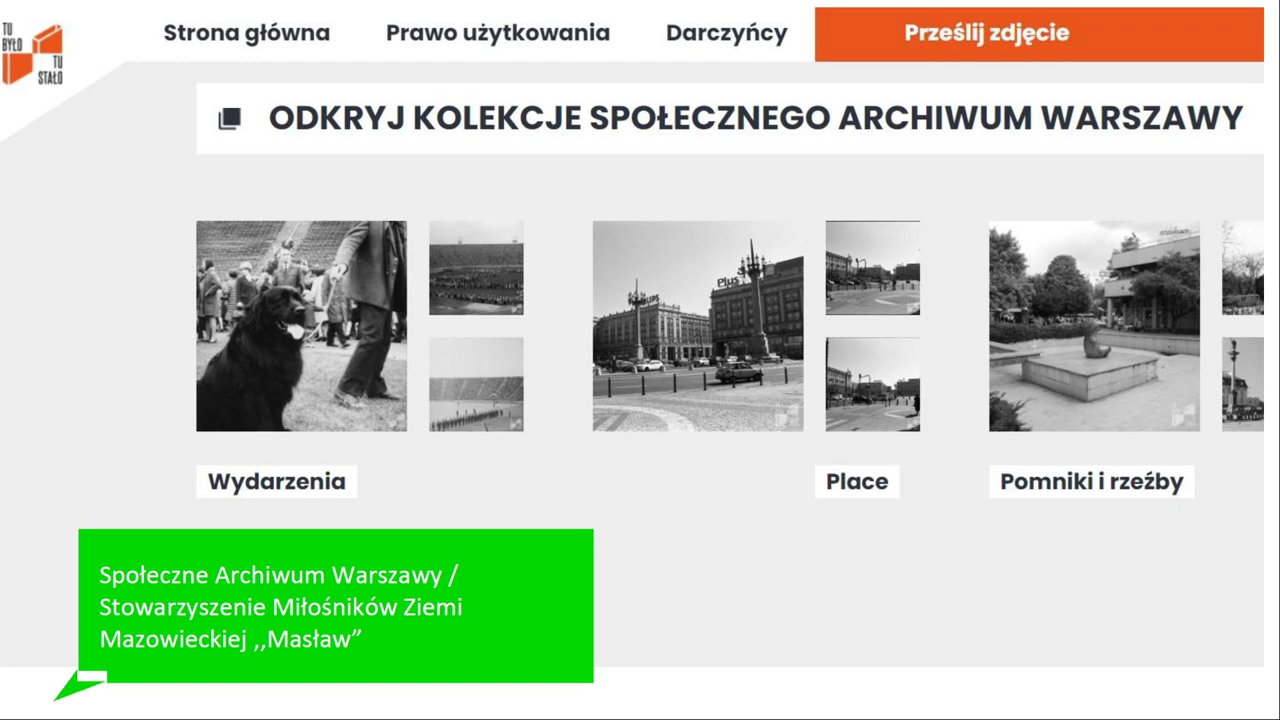 TU
BYŁO
TU
STAŁO
Strona główna
Prawo użytkowania
Darczyńcy
Prześlij zdjęcie
ODKRYJ KOLEKCJE SPOŁECZNEGO ARCHIWUM WARSZAWY
Plus
Wydarzenia
Place
Pomniki i rzeźby
Społeczne Archiwum Warszawy /
Stowarzyszenie Miłośników Ziemi
Mazowieckiej ,,Masław”